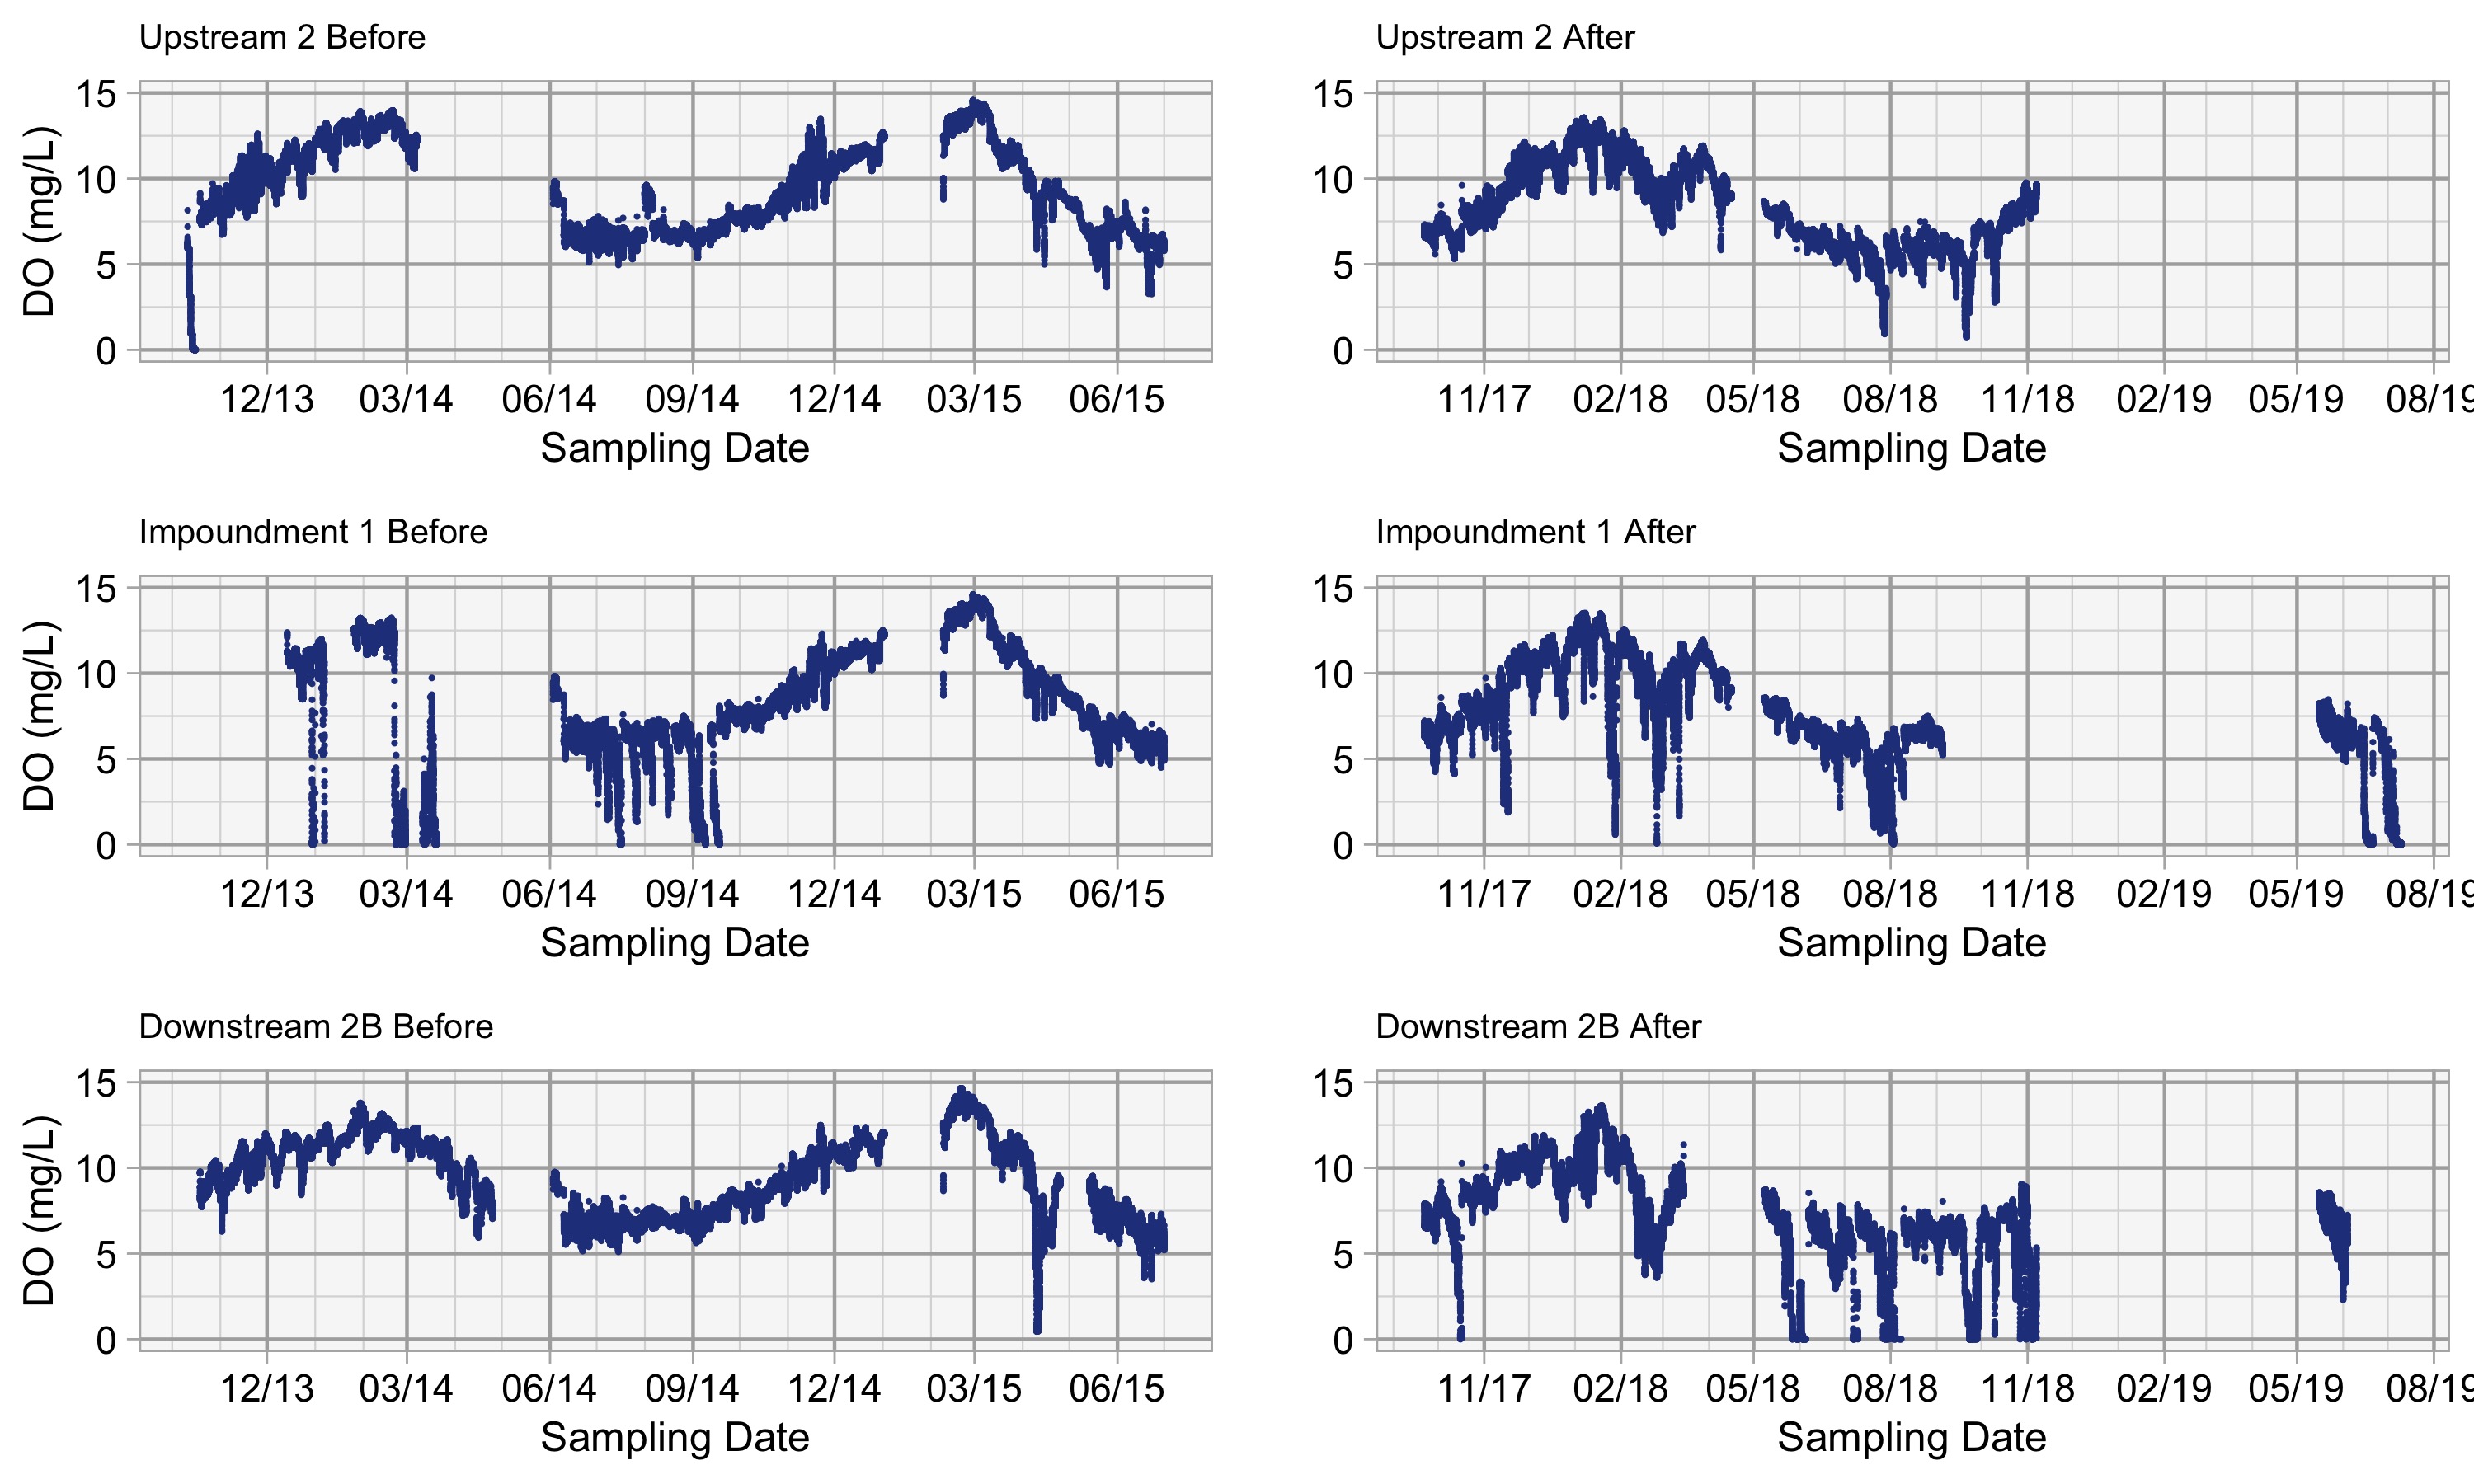 Upstream 2 Before
15
10
5
0
DO (mg/L)
12/13 03/14 06/14 09/14 12/14 03/15 06/15
Sampling Date
Upstream 2 After
15
10
5
0
11/17 02/18 05/18 08/18 11/18 02/19 05/19 08/19
Sampling Date
Impoundment 1 Before
15
10
5
0
DO (mg/L)
12/13 03/14 06/14 09/14 12/14 03/15 06/15
Sampling Date
Impoundment 1 After
15
10
5
0
11/17 02/18 05/18 08/18 11/18 02/19 05/19 08/19
Sampling Date
Downstream 2B Before
15
10
5
0
DO (mg/L)
12/13 03/14 06/14 09/14 12/14 03/15 06/15
Sampling Date
Downstream 2B After
15
10
5
0
11/17 02/18 05/18 08/18 11/18 02/19 05/19 08/19
Sampling Date